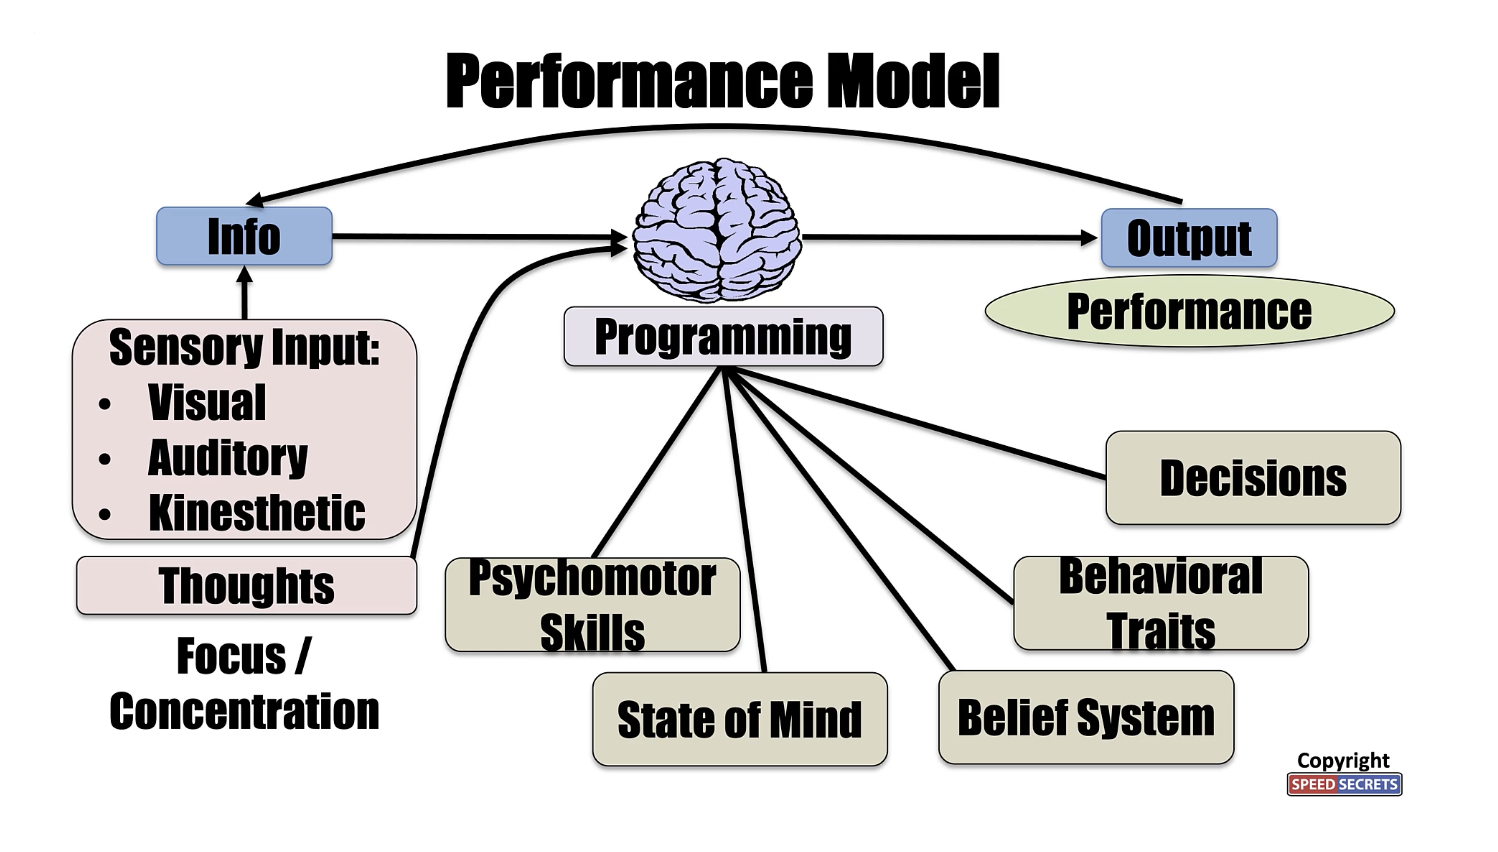 Performance Model
Info
Output
Performance
Programming
Sensory Input:
• Visual
• Auditory
• Kinesthetic
Thoughts
Focus /
Concentration
Psychomotor
Skills
State of Mind
Belief System
Behavioral
Traits
Decisions
Copyright
SPEED SECRETS